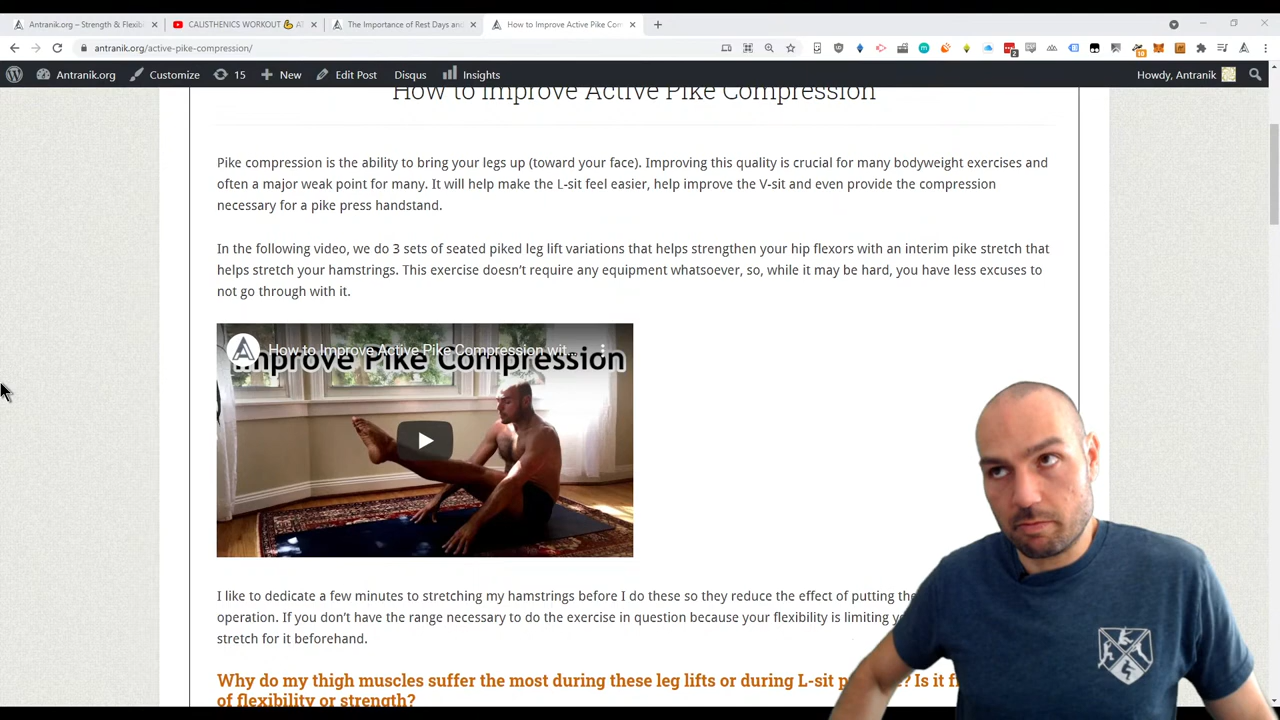 Antranik.org – Strength & Flexibi
CALISTHENICS WORKOUT
The Importance of Rest Days and
How to Improve Active Pike Com
antranik.org/active-pike-compression/
2
10
Antranik.org
Customize
15
New
Edit Post
Disqus
Insights
Howdy, Antranik
How to Improve Active Pike Compression
Pike compression is the ability to bring your legs up (toward your face). Improving this quality is crucial for many bodyweight exercises and
often a major weak point for many. It will help make the L-sit feel easier, help improve the V-sit and even provide the compression
necessary for a pike press handstand.
In the following video, we do 3 sets of seated piked leg lift variations that helps strengthen your hip flexors with an interim pike stretch that
helps stretch your hamstrings. This exercise doesn’t require any equipment whatsoever, so, while it may be hard, you have less excuses to
not go through with it.
How to Improve Active Pike Compression wit...
Improve Pike Compression
I like to dedicate a few minutes to stretching my hamstrings before I do these so they reduce the effect of putting
operation. If you don’t have the range necessary to do the exercise in question because your flexibility is limiting
stretch for it beforehand.
Why do my thigh muscles suffer the most during these leg lifts or during L-sit ? Is it
of flexibility or strength?